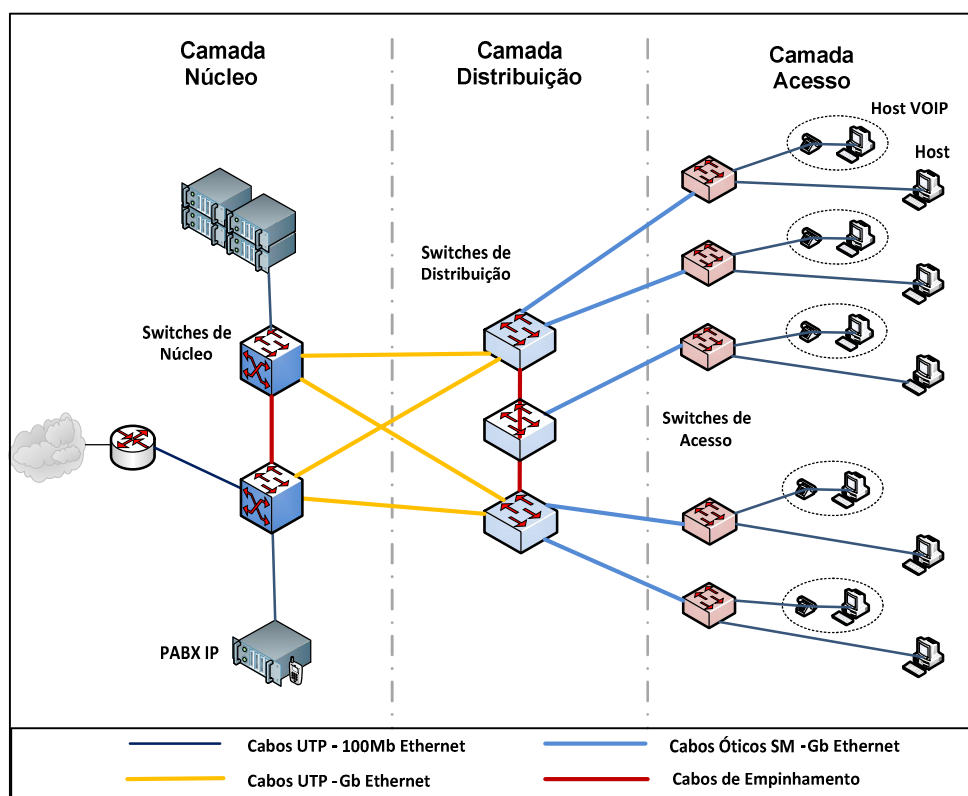 Camada
Núcleo
Camada
Distribuição
Camada
Acesso
Host VOIP
Host
Switches de
Distribuição
Switches de
Núcleo
Switches de
Acesso
PABX IP
Cabos UTP - 100Mb Ethernet
Cabos Óticos SM -Gb Ethernet
Cabos UTP -Gb Ethernet
Cabos de Empinhamento